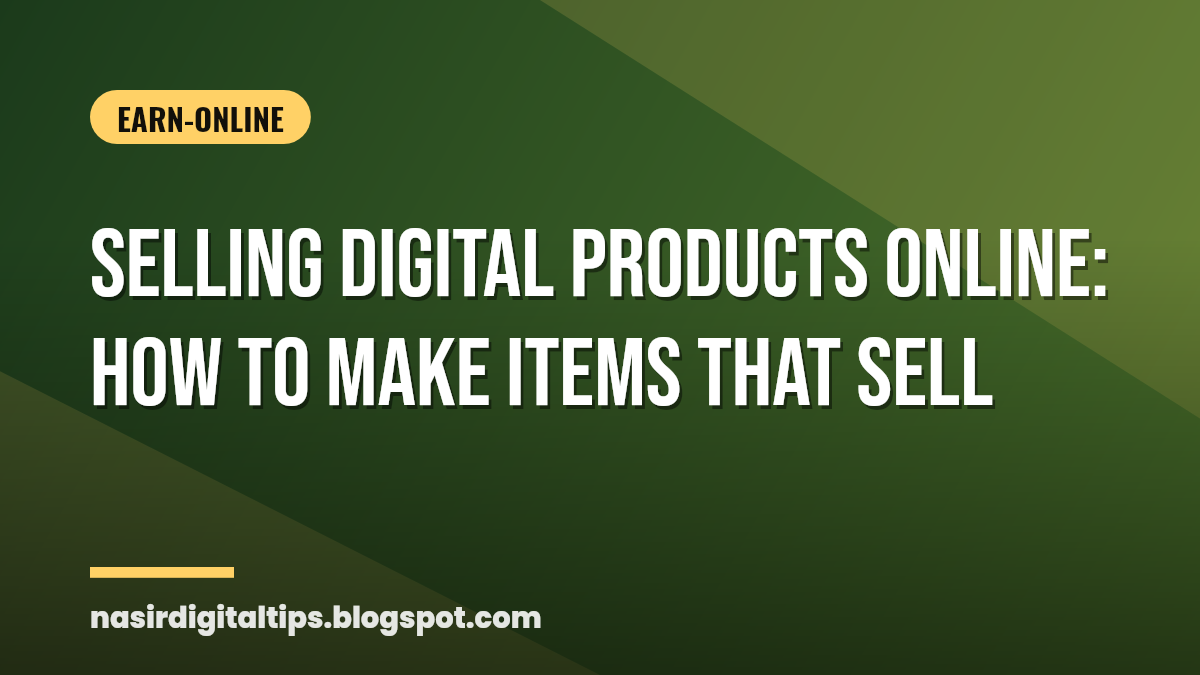 EARN-ONLINE
SELLING DIGITAL PRODUCTS ONLINE:
HOW TO MAKE ITEMS THAT SELL
nasirdigitaltips.blogspot.com